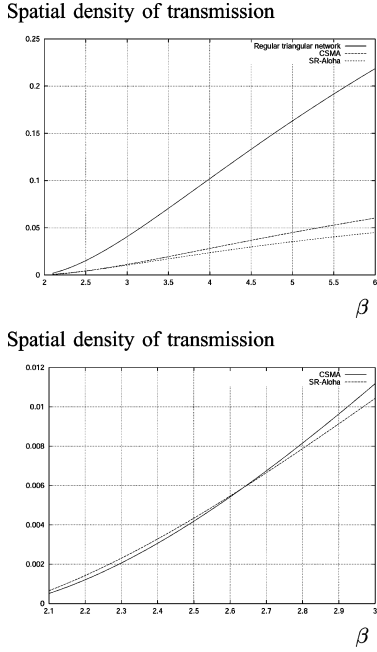 Spatial density of transmission
0.25
Regular triangular network
CSMA
SR-Aloha
0.2
0.15
0.1
0.05
0
2 2.5 3 3.5 4 4.5 5 5.5 6
β
Spatial density of transmission
0.012
CSMA
SR-Aloha
0.01
0.008
0.006
0.004
0.002
0
2.1 2.2 2.3 2.4 2.5 2.6 2.7 2.8 2.9 3
β